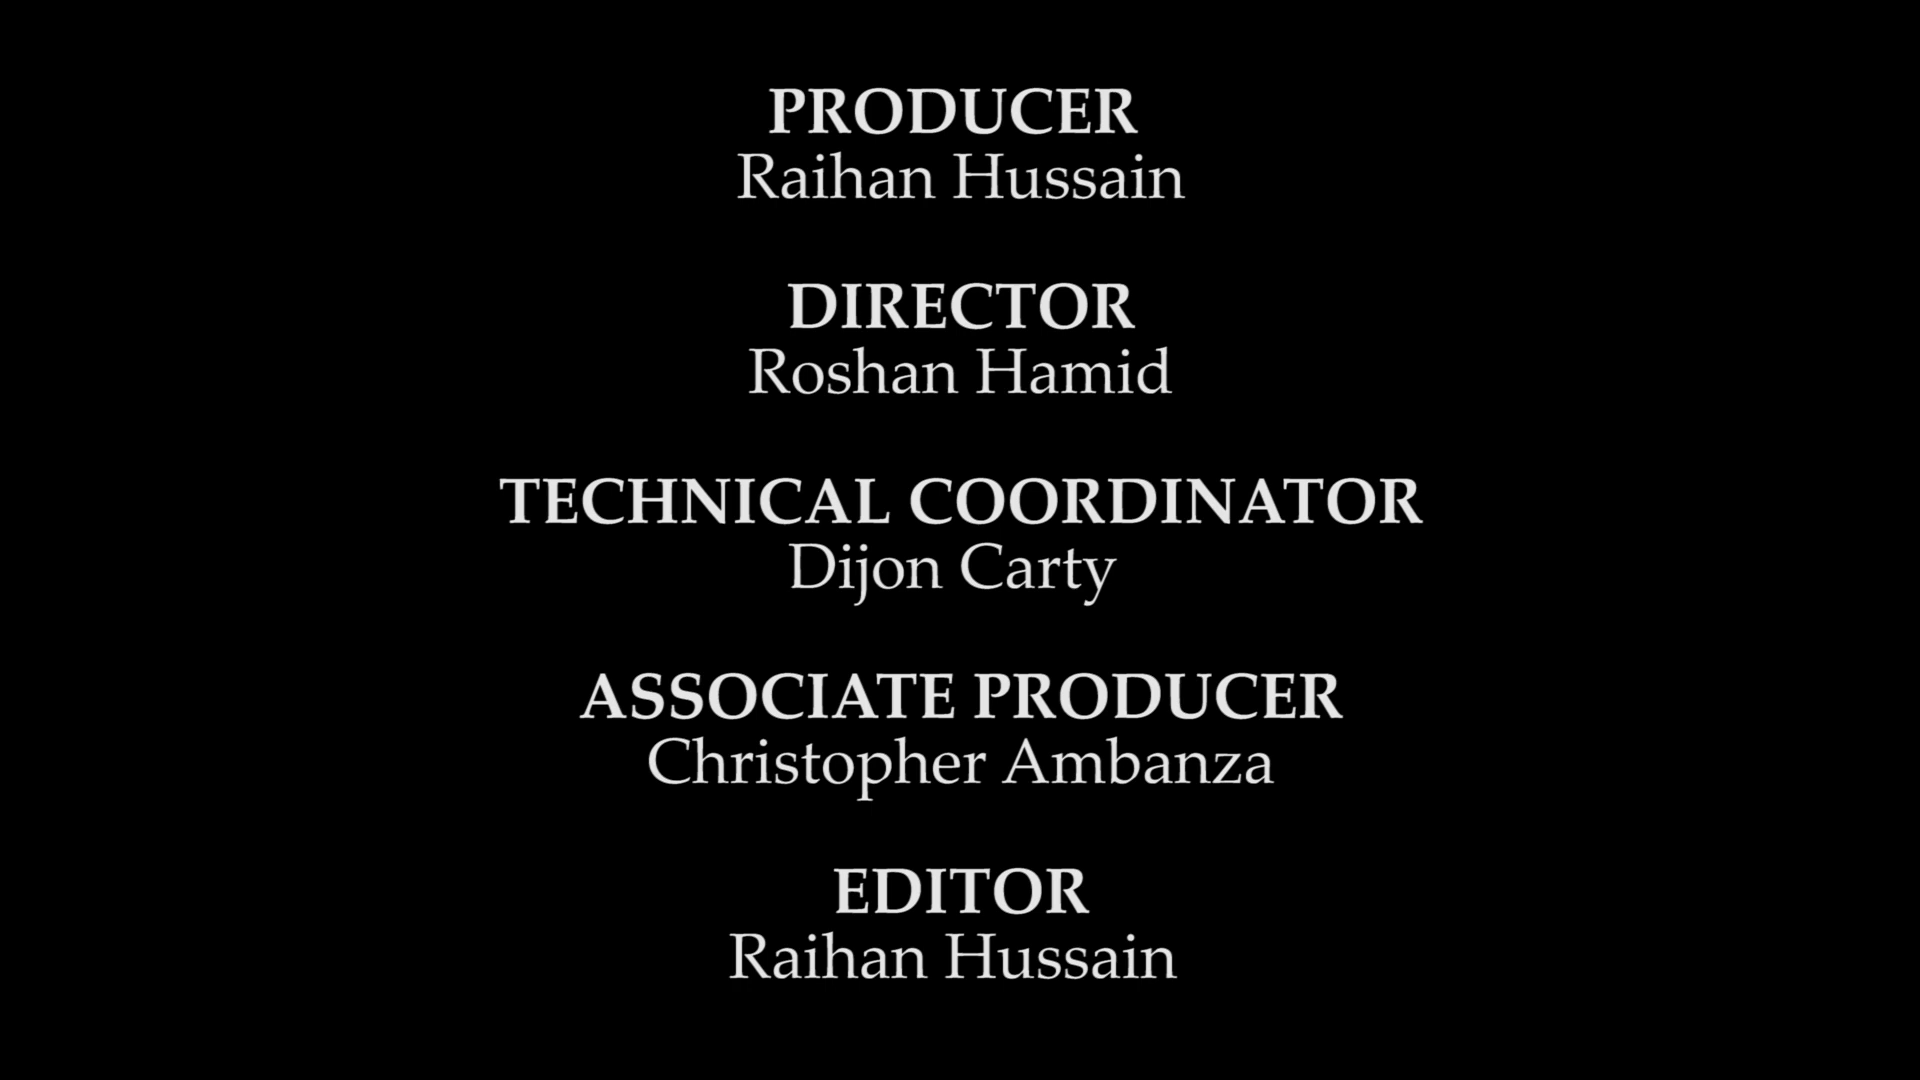 PRODUCER
Raihan Hussain
DIRECTOR
Roshan Hamid
TECHNICAL COORDINATOR
Dijon Carty
ASSOCIATE PRODUCER
Christopher Ambanza
EDITOR
Raihan Hussain